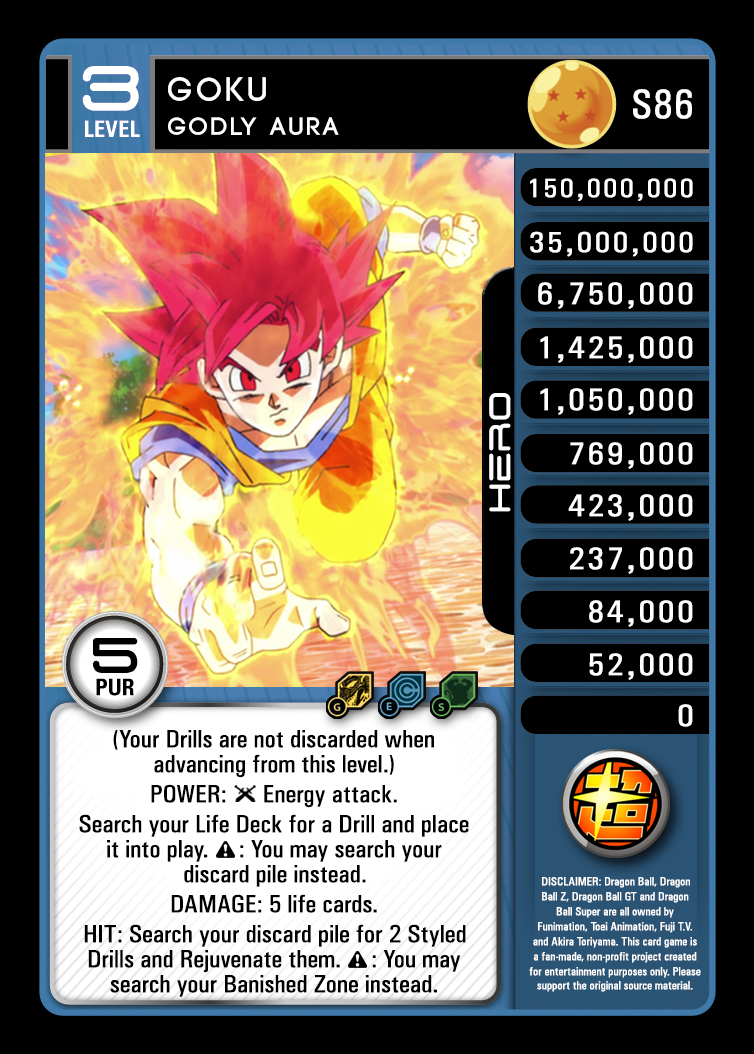 3
LEVEL
GOKU
GODLY AURA
S86
150,000,000
35,000,000
6,750,000
1,425,000
1,050,000
769,000
423,000
237,000
84,000
52,000
0
HERO
5
PUR
G E S
(Your Drills are not discarded when
advancing from this level.)
POWER: Energy attack.
Search your Life Deck for a Drill and place
it into play. : You may search your
discard pile instead.
DAMAGE: 5 life cards.
HIT: Search your discard pile for 2 Styled
Drills and Rejuvenate them. : You may
search your Banished Zone instead.
DISCLAIMER: Dragon Ball, Dragon
Ball Z, Dragon Ball GT and Dragon
Ball Super are all owned by
Funimation, Toei Animation, Fuji T.V.
and Akira Toriyama. This card game is
a fan-made, non-profit project created
for entertainment purposes only. Please
support the original source material.